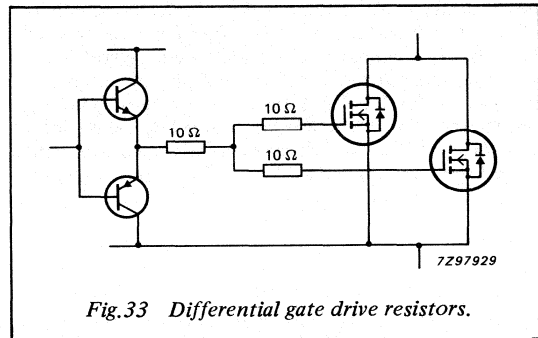 10 Ω
10 Ω
10 Ω
7Z97929
Fig.33 Differential gate drive resistors.